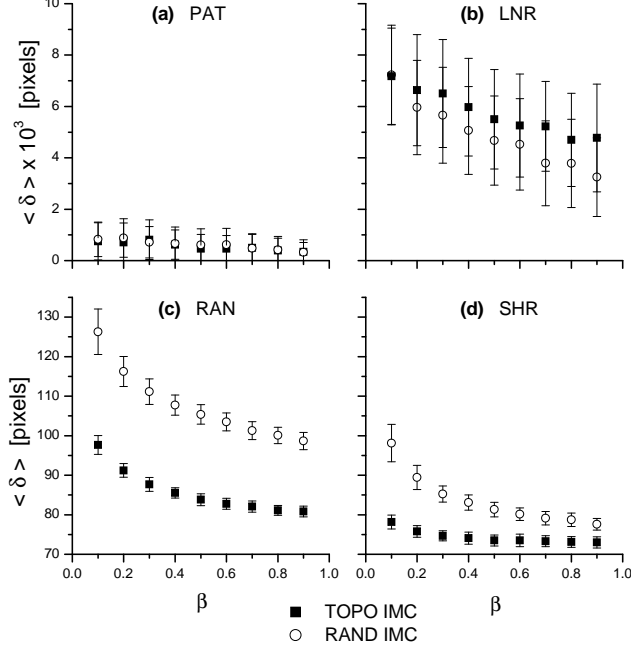 (a) PAT
(b) LNR
10
8
6
4
2
0
< δ > x 10³ [pixels]
(c) RAN
(d) SHR
130
120
110
100
90
80
70
< δ > [pixels]
0.0 0.2 0.4 0.6 0.8 1.0
0.0 0.2 0.4 0.6 0.8 1.0
β
β
TOPO IMC
RAND IMC